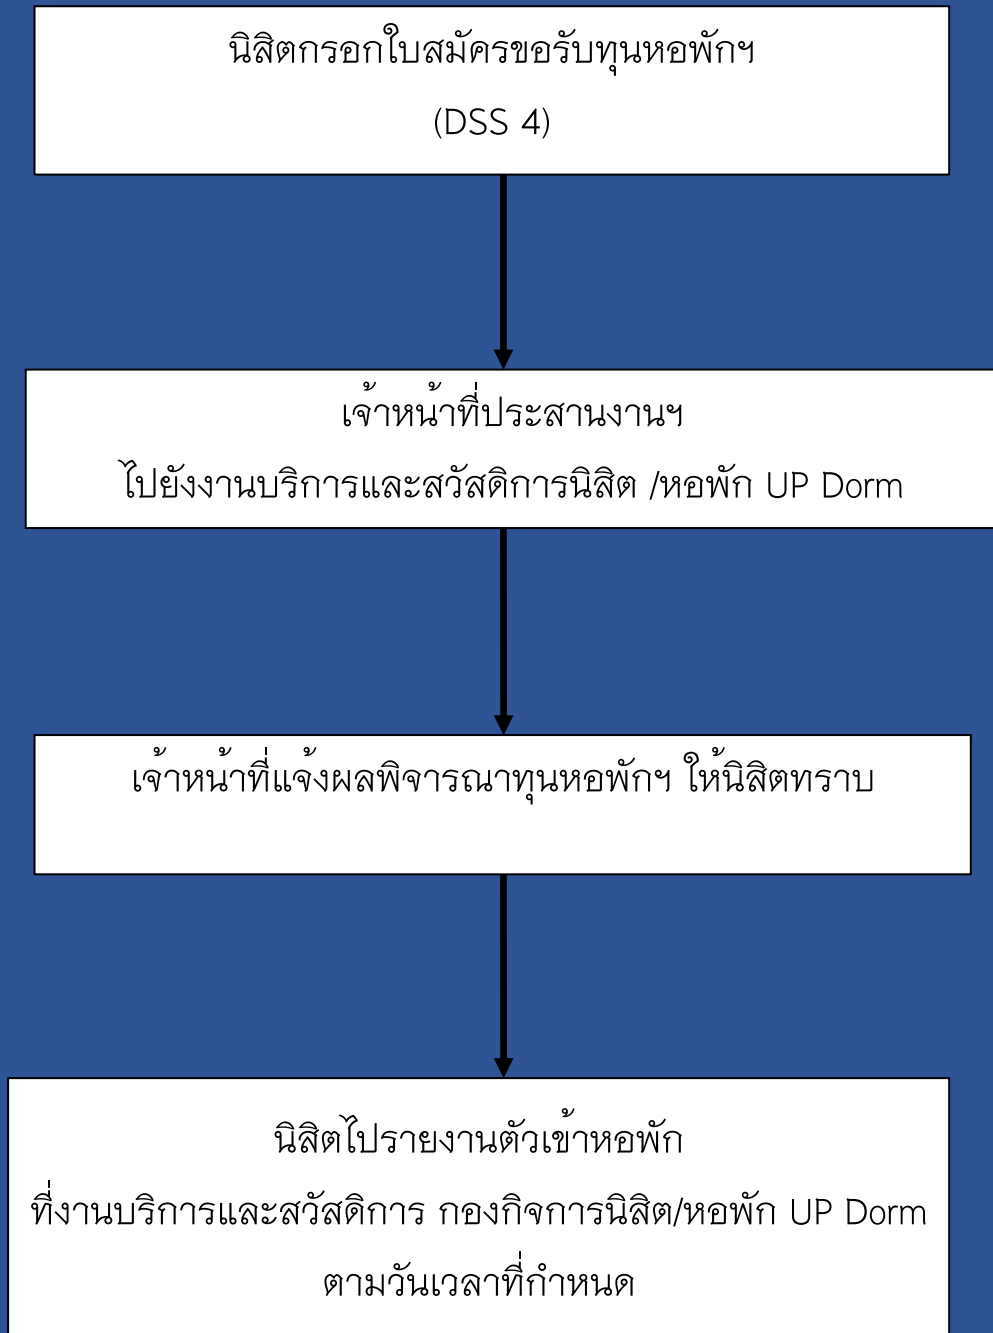 นิสิตกรอกใบสมัครขอรับทุนหอพักฯ
(DSS 4)
เจ้าหน้าที่ประสานงานฯ
ไปยังงานบริการและสวัสดิการนิสิต /หอพัก UP Dorm
เจ้าหน้าที่แจ้งผลพิจารณาทุนหอพักฯ ให้นิสิตทราบ
นิสิตไปรายงานตัวเข้าหอพัก
ที่งานบริการและสวัสดิการ กองกิจการนิสิต/หอพัก UP Dorm
ตามวันเวลาที่กำหนด